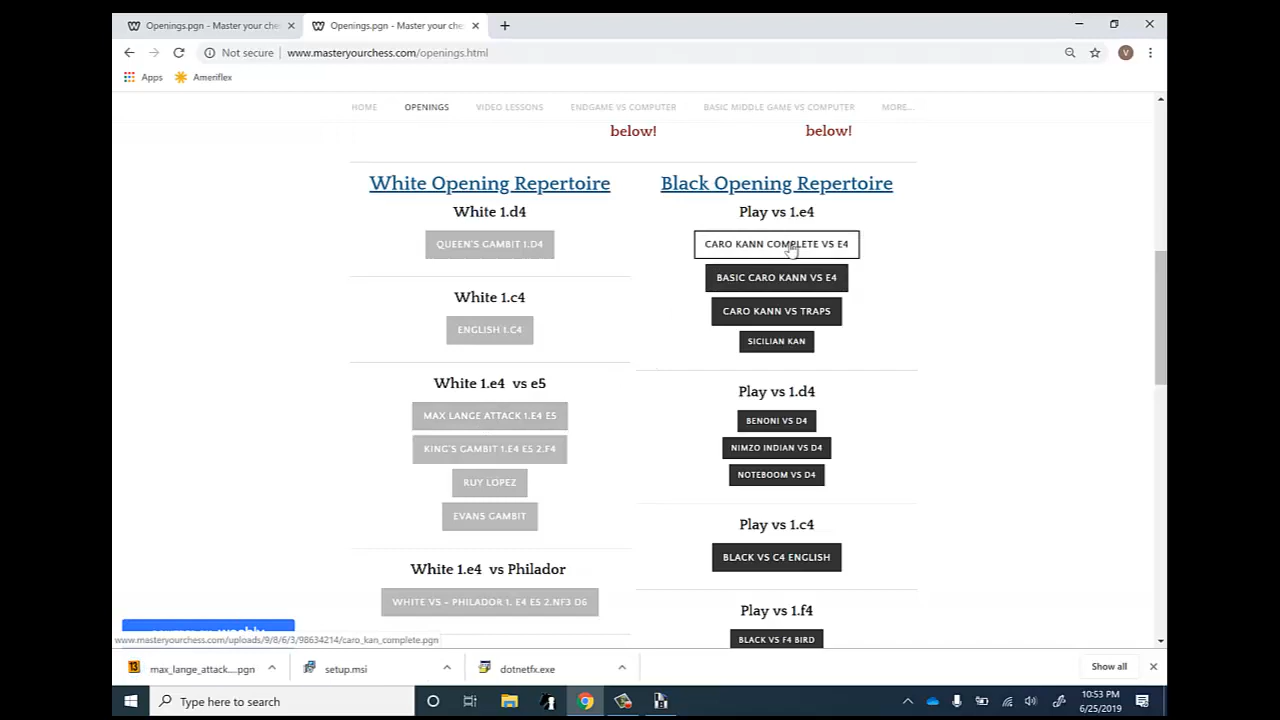 Openings.pgn - Master your ches
Openings.pgn - Master your ches
Not secure
www.masteryourchess.com/openings.html
V
Apps
Ameriflex
HOME
OPENINGS
VIDEO LESSONS
ENDGAME VS COMPUTER
BASIC MIDDLE GAME VS COMPUTER
MORE...
below!
below!
White Opening Repertoire
White 1.d4
QUEEN'S GAMBIT 1.D4
White 1.c4
ENGLISH 1.C4
White 1.e4 vs e5
MAX LANGE ATTACK 1.E4 E5
KING'S GAMBIT 1.E4 E5 2.F4
RUY LOPEZ
EVANS GAMBIT
White 1.e4 vs Philador
WHITE VS - PHILADOR 1. E4 E5 2.NF3 D6
Black Opening Repertoire
Play vs 1.e4
CARO KANN COMPLETE VS E4
BASIC CARO KANN VS E4
CARO KANN VS TRAPS
SICILIAN KAN
Play vs 1.d4
BENONI VS D4
NIMZO INDIAN VS D4
NOTEBOOM VS D4
Play vs 1.c4
BLACK VS C4 ENGLISH
Play vs 1.f4
BLACK VS F4 BIRD
www.masteryourchess.com/uploads/9/8/6/3/98634214/caro_kan_complete.pgn
13
max_lange_attack....pgn
setup.msi
dotnetfx.exe
Show all
Type here to search
10:53 PM
6/25/2019